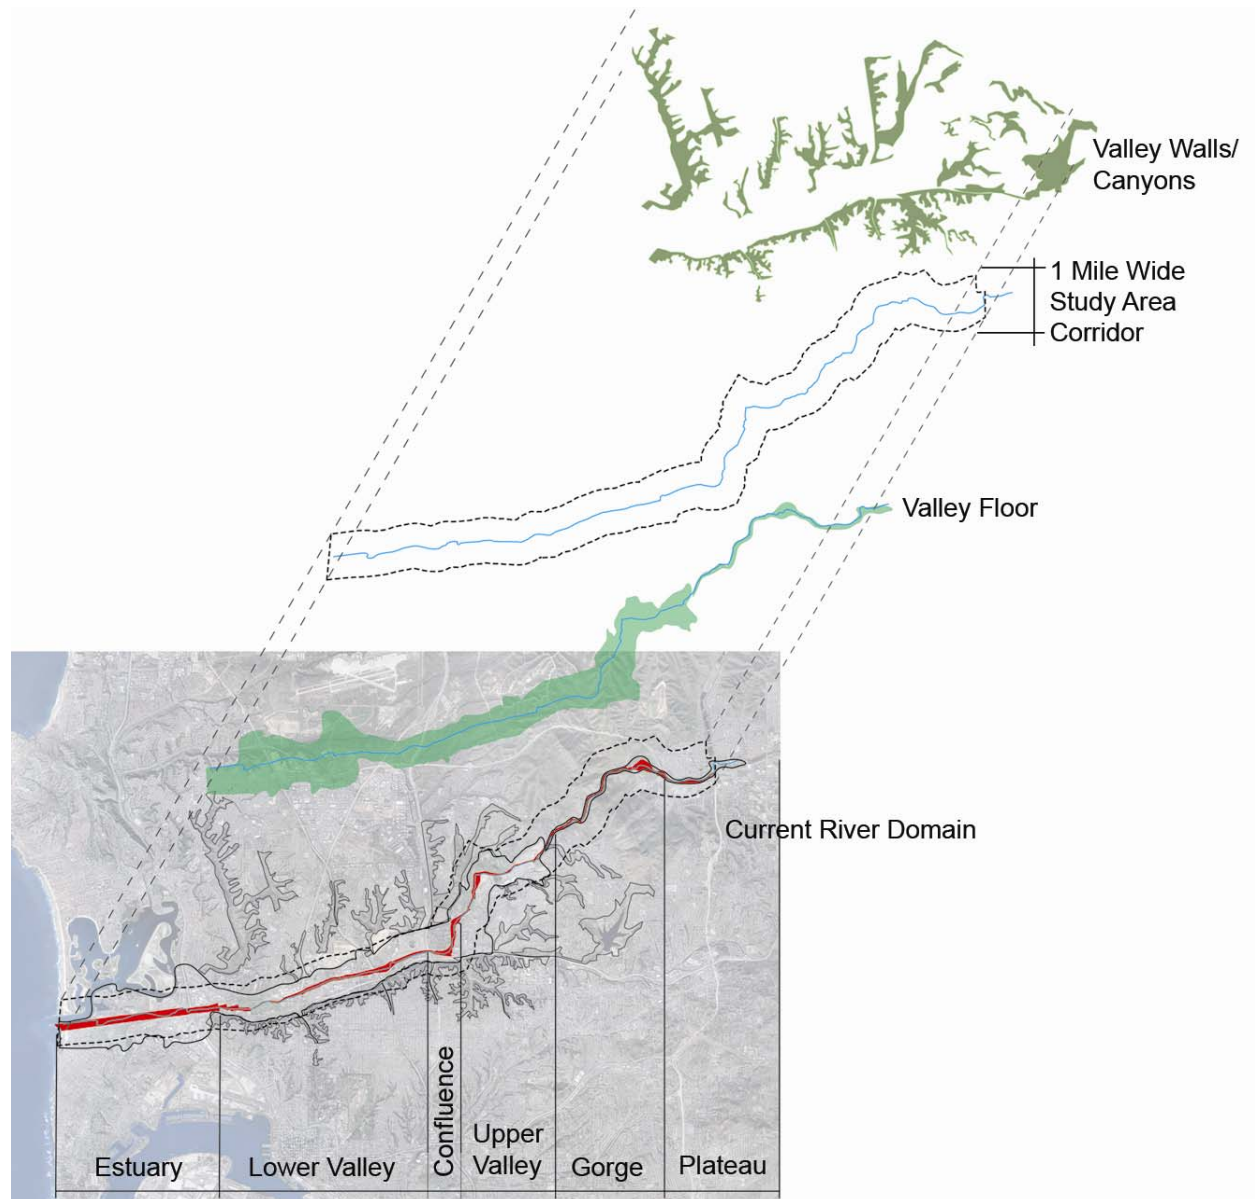 Valley Walls/
Canyons
1 Mile Wide
Study Area
Corridor
Valley Floor
Current River Domain
Estuary
Lower Valley
Confluence
Upper
Valley
Gorge
Plateau